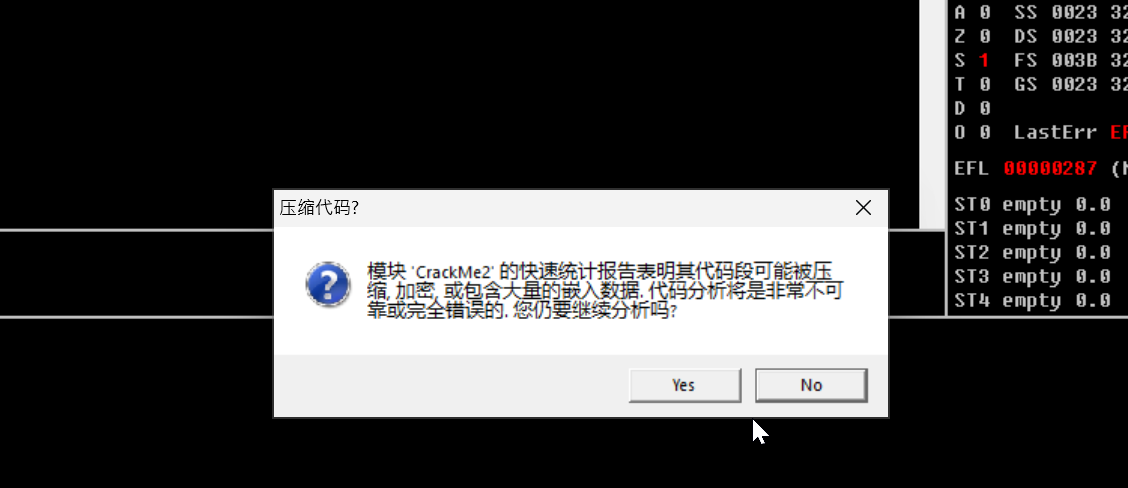 A 0 SS 0023 32
Z 0 DS 0023 32
S 1 FS 003B 32
T 0 GS 0023 32
D 0
O 0 LastErr
EFL 00000287 (
ST0 empty 0.0
ST1 empty 0.0
ST2 empty 0.0
ST3 empty 0.0
ST4 empty 0.0
压缩代码?
模块 'CrackMe2' 的快速统计报告表明其代码段可能被压
缩, 加密, 或包含大量的嵌入数据. 代码分析将是非常不可
靠或完全错误的. 您仍要继续分析吗?
Yes
No